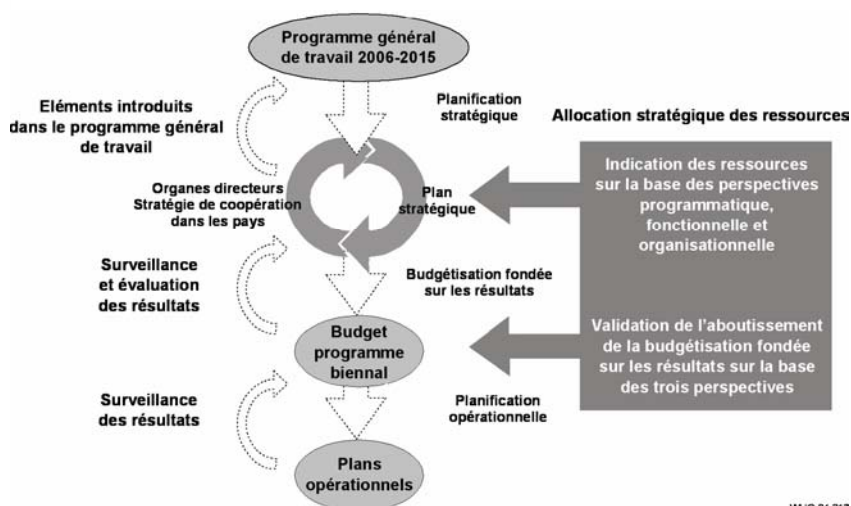 Programme général
de travail 2006-2015
Eléments introduits
dans le programme général
de travail
Planification
stratégique
Allocation stratégique des ressources
Organes directeurs
Stratégie de coopération
dans les pays
Plan
stratégique
Indication des ressources
sur la base des perspectives
programmatique,
fonctionnelle et
organisationnelle
Surveillance
et évaluation
des résultats
Budgétisation fondée
sur les résultats
Budget
programme
biennal
Validation de l'aboutissement
de la budgétisation fondée
sur les résultats sur la base
des trois perspectives
Surveillance
des résultats
Planification
opérationnelle
Plans
opérationnels